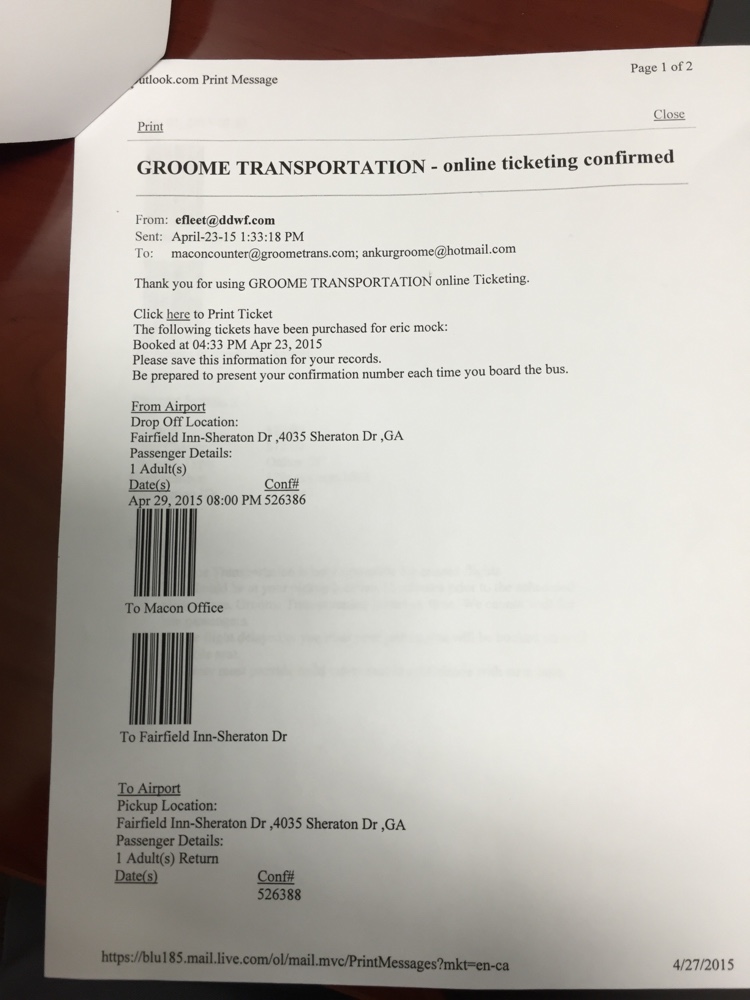 utlook.com Print Message
Page 1 of 2
Print
Close
GROOME TRANSPORTATION - online ticketing confirmed
From: efleet@ddwf.com
Sent: April-23-15 1:33:18 PM
To: maconcounter@groometrans.com; ankurgroome@hotmail.com
Thank you for using GROOME TRANSPORTATION online Ticketing.
Click here to Print Ticket
The following tickets have been purchased for eric mock:
Booked at 04:33 PM Apr 23, 2015
Please save this information for your records.
Be prepared to present your confirmation number each time you board the bus.
From Airport
Drop Off Location:
Fairfield Inn-Sheraton Dr ,4035 Sheraton Dr ,GA
Passenger Details:
1 Adult(s)
Date(s) Conf#
Apr 29, 2015 08:00 PM 526386
To Macon Office
To Fairfield Inn-Sheraton Dr
To Airport
Pickup Location:
Fairfield Inn-Sheraton Dr ,4035 Sheraton Dr ,GA
Passenger Details:
1 Adult(s) Return
Date(s) Conf#
526388
https://blu185.mail.live.com/ol/mail.mvc/PrintMessages?mkt=en-ca
4/27/2015